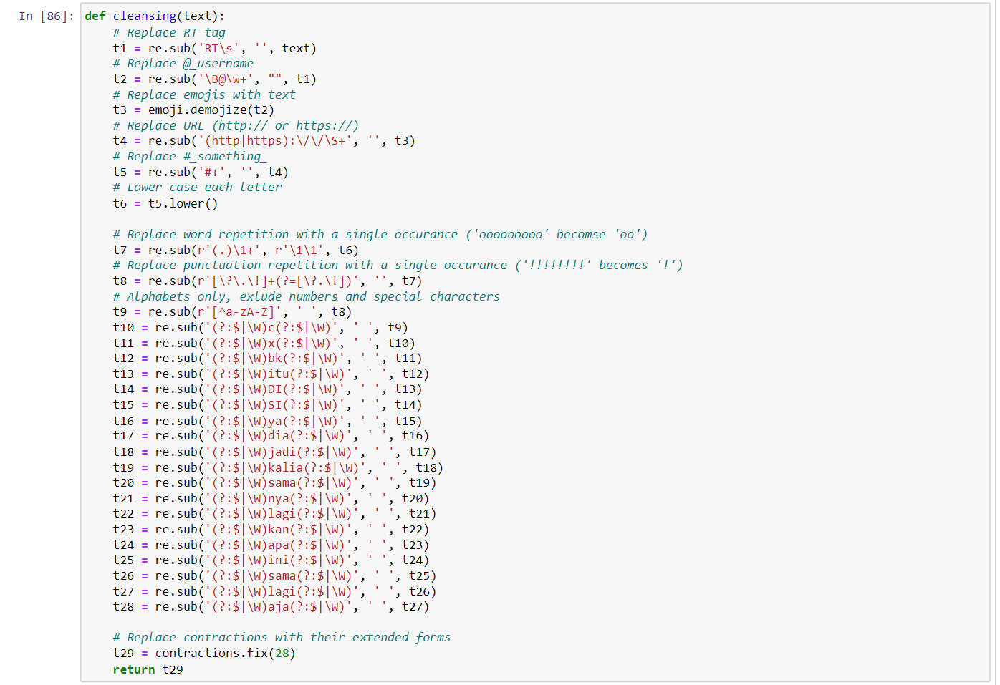 In [86]: def cleansing(text):
    # Replace RT tag
    t1 = re.sub('RT\s', '', text)
    # Replace @_username
    t2 = re.sub('\B@\w+', "", t1)
    # Replace emojis with text
    t3 = emoji.demojize(t2)
    # Replace URL (http:// or https://)
    t4 = re.sub('(http|https):\/\/\S+', '', t3)
    # Replace #_something_
    t5 = re.sub('#+', '', t4)
    # Lower case each letter
    t6 = t5.lower()

    # Replace word repetition with a single occurance ('ooooooooo' becomse 'oo')
    t7 = re.sub(r'(.)\1+', r'\1\1', t6)
    # Replace punctuation repetition with a single occurance ('!!!!!!!!' becomes '!')
    t8 = re.sub(r'[\?\.\!]+(?=[\?.\!])', '', t7)
    # Alphabets only, exlude numbers and special characters
    t9 = re.sub(r'[^a-zA-Z]', ' ', t8)
    t10 = re.sub('(?:$|\W)c(?:$|\W)', ' ', t9)
    t11 = re.sub('(?:$|\W)x(?:$|\W)', ' ', t10)
    t12 = re.sub('(?:$|\W)bk(?:$|\W)', ' ', t11)
    t13 = re.sub('(?:$|\W)itu(?:$|\W)', ' ', t12)
    t14 = re.sub('(?:$|\W)DI(?:$|\W)', ' ', t13)
    t15 = re.sub('(?:$|\W)SI(?:$|\W)', ' ', t14)
    t16 = re.sub('(?:$|\W)ya(?:$|\W)', ' ', t15)
    t17 = re.sub('(?:$|\W)dia(?:$|\W)', ' ', t16)
    t18 = re.sub('(?:$|\W)jadi(?:$|\W)', ' ', t17)
    t19 = re.sub('(?:$|\W)kalia(?:$|\W)', ' ', t18)
    t20 = re.sub('(?:$|\W)sama(?:$|\W)', ' ', t19)
    t21 = re.sub('(?:$|\W)nya(?:$|\W)', ' ', t20)
    t22 = re.sub('(?:$|\W)lagi(?:$|\W)', ' ', t21)
    t23 = re.sub('(?:$|\W)kan(?:$|\W)', ' ', t22)
    t24 = re.sub('(?:$|\W)apa(?:$|\W)', ' ', t23)
    t25 = re.sub('(?:$|\W)ini(?:$|\W)', ' ', t24)
    t26 = re.sub('(?:$|\W)sama(?:$|\W)', ' ', t25)
    t27 = re.sub('(?:$|\W)lagi(?:$|\W)', ' ', t26)
    t28 = re.sub('(?:$|\W)aja(?:$|\W)', ' ', t27)

    # Replace contractions with their extended forms
    t29 = contractions.fix(28)
    return t29